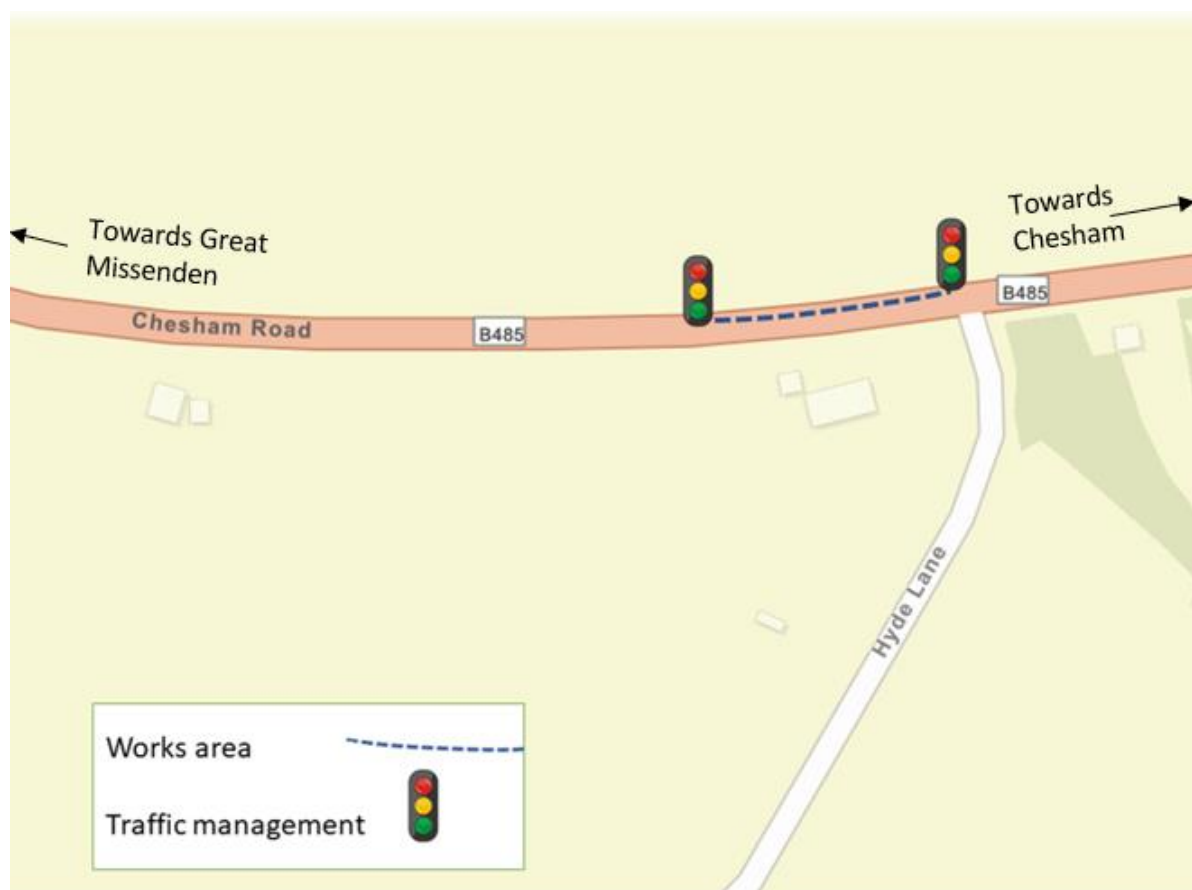 Towards
Chesham
Towards Great
Missenden
B485
Chesham Road
B485
Hyde Lane
Works area
Traffic management